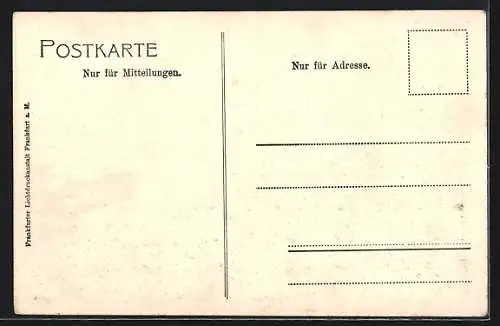 POSTKARTE
Nur für Mitteilungen.
Nur für Adresse.
Frankfurter Lichtdruckanstalt Frankfurt a. M.